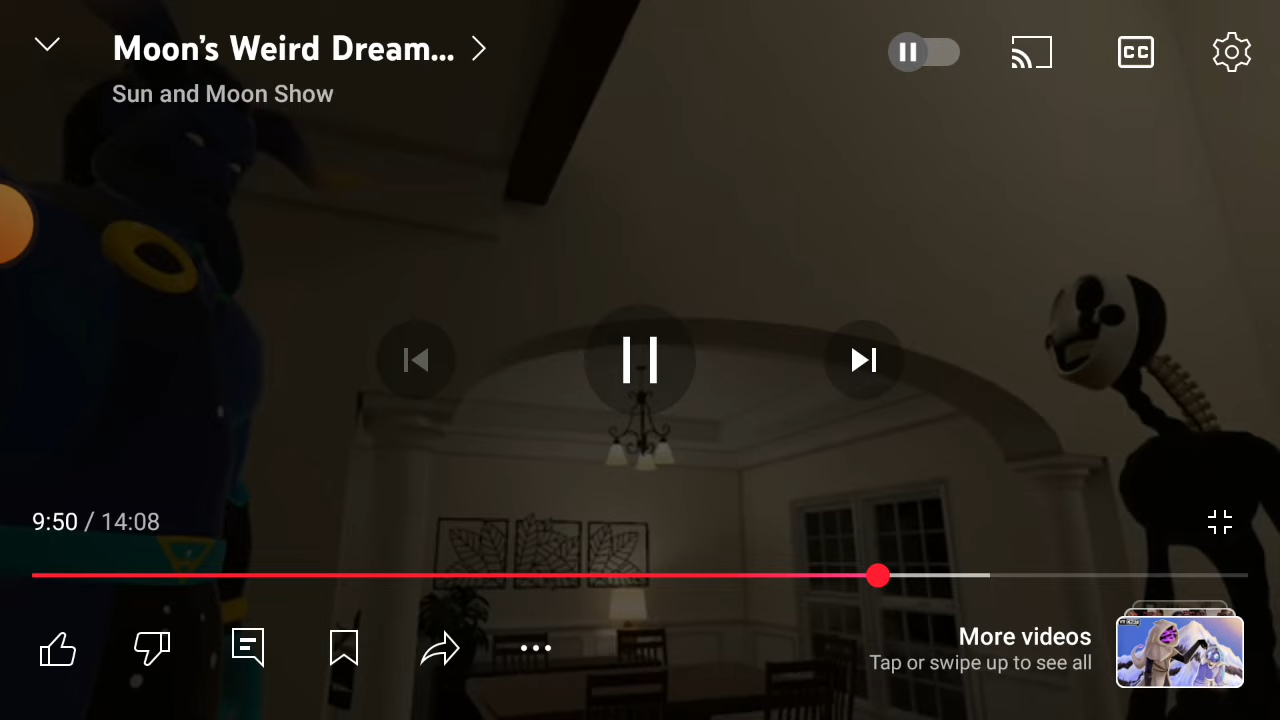 Moon's Weird Dream...
Sun and Moon Show
CC
9:50 / 14:08
More videos
Tap or swipe up to see all